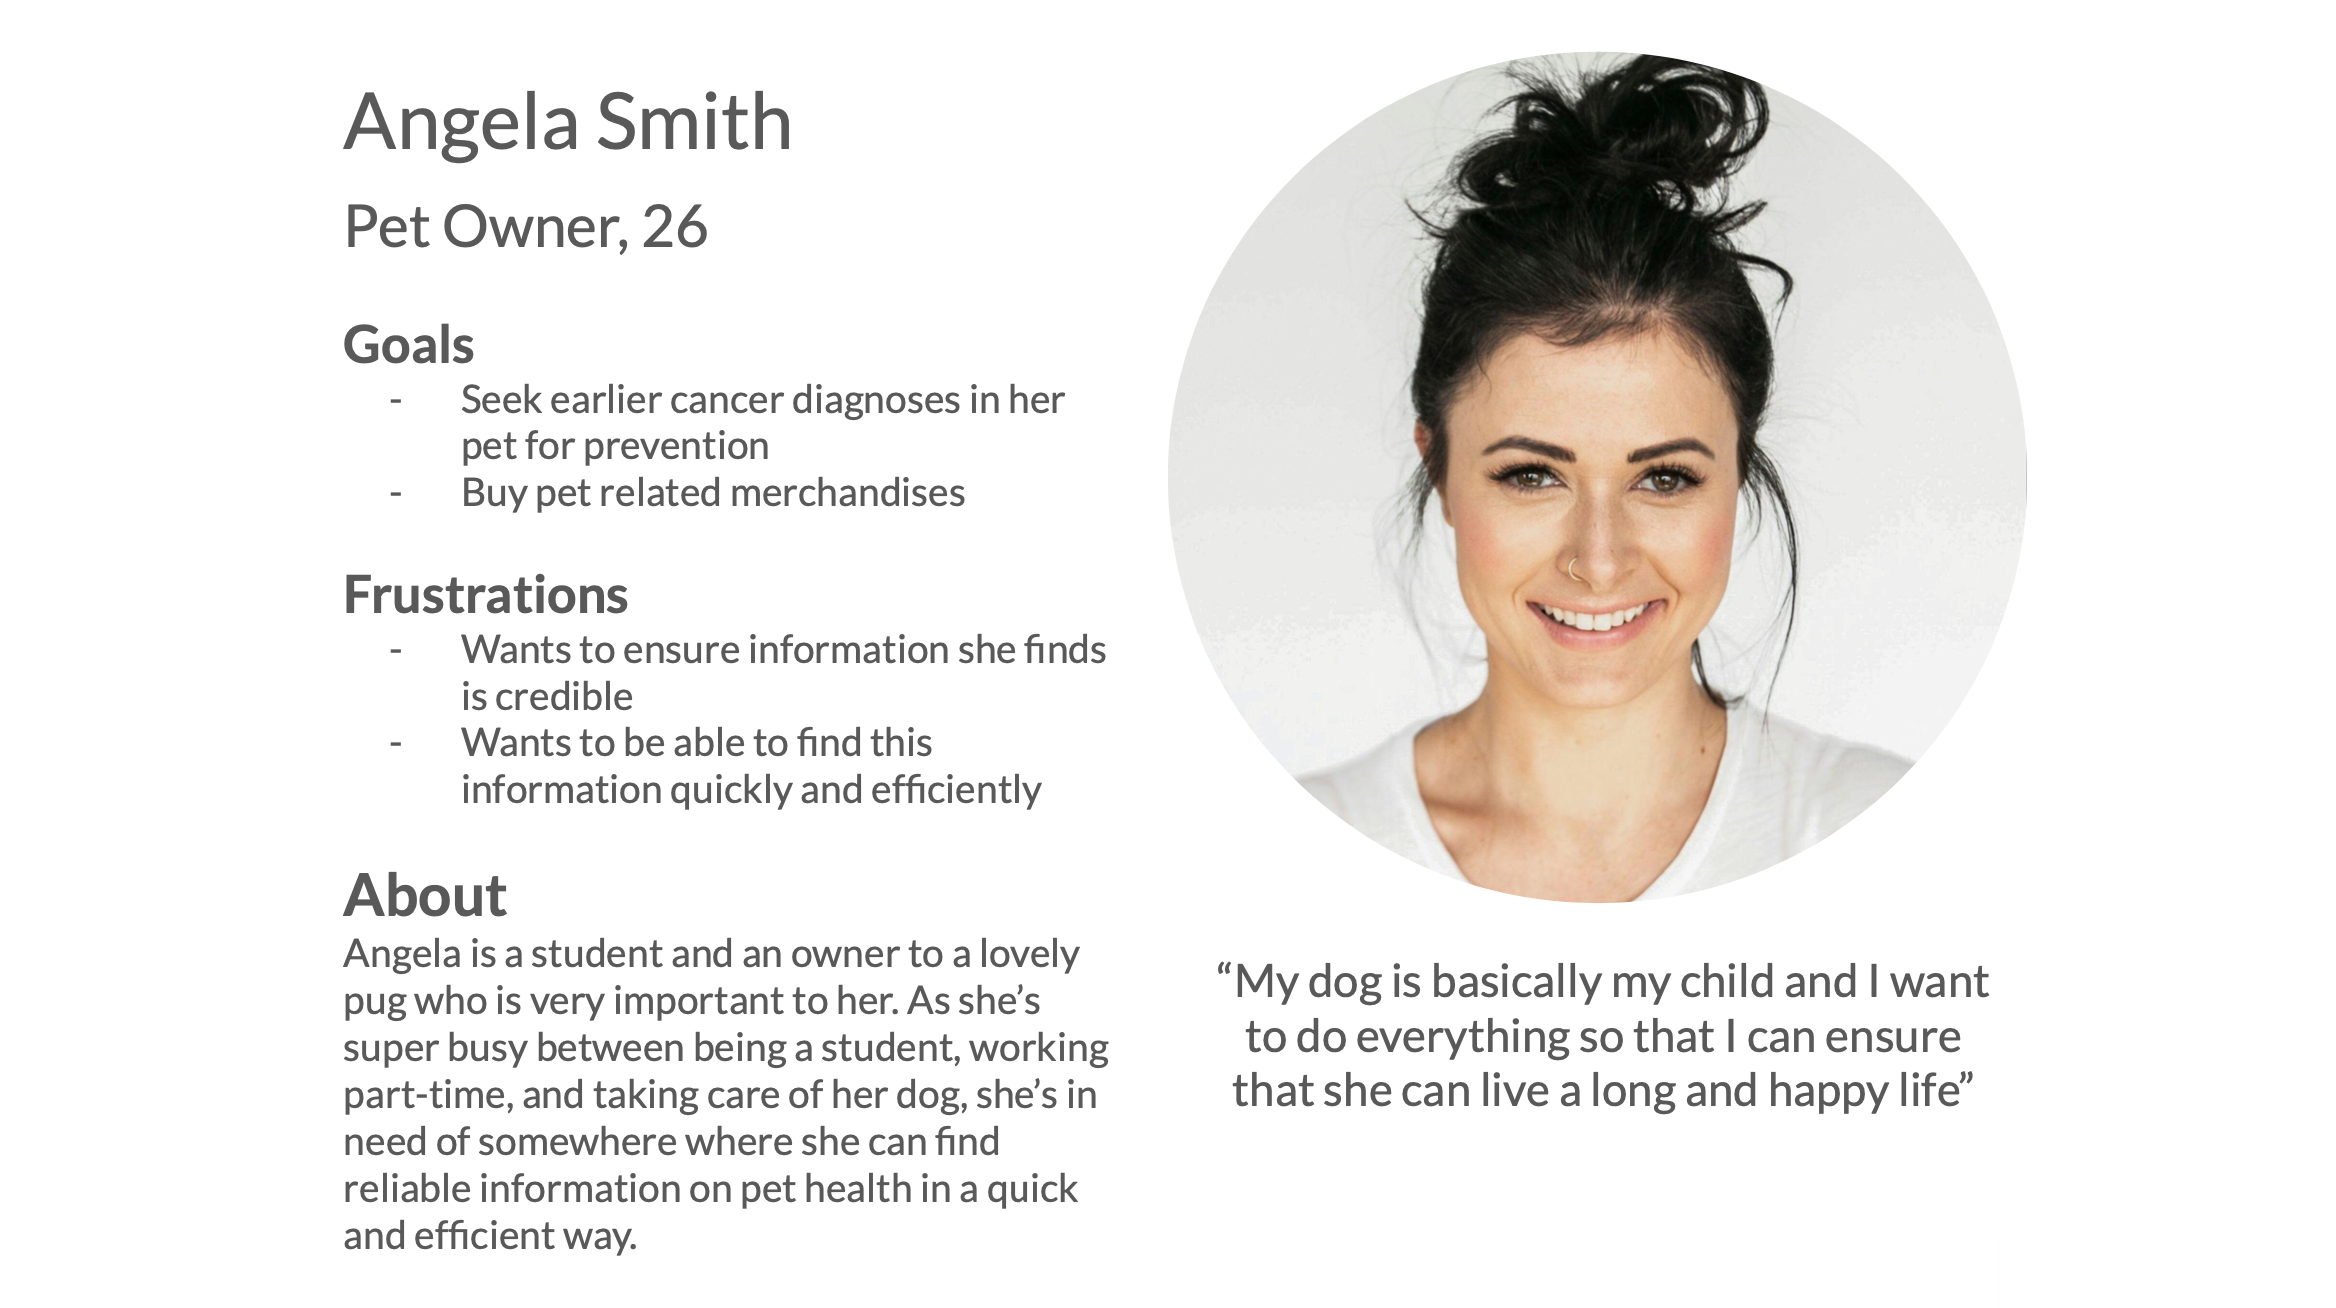 Angela Smith
Pet Owner, 26
Goals
- Seek earlier cancer diagnoses in her
pet for prevention
- Buy pet related merchandises
Frustrations
- Wants to ensure information she finds
is credible
- Wants to be able to find this
information quickly and efficiently
About
Angela is a student and an owner to a lovely
pug who is very important to her. As she’s
super busy between being a student, working
part-time, and taking care of her dog, she’s in
need of somewhere where she can find
reliable information on pet health in a quick
and efficient way.
“My dog is basically my child and I want
to do everything so that I can ensure
that she can live a long and happy life”